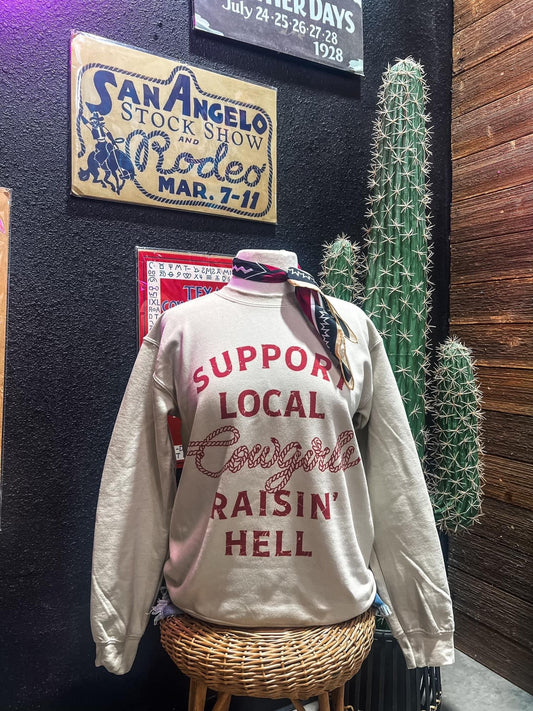 July 24-25-26-27-28
1928
SAN ANGELO
STOCK SHOW
AND
Rodeo
MAR. 7-11
SUPPORT
LOCAL
Cowgirls
RAISIN'
HELL